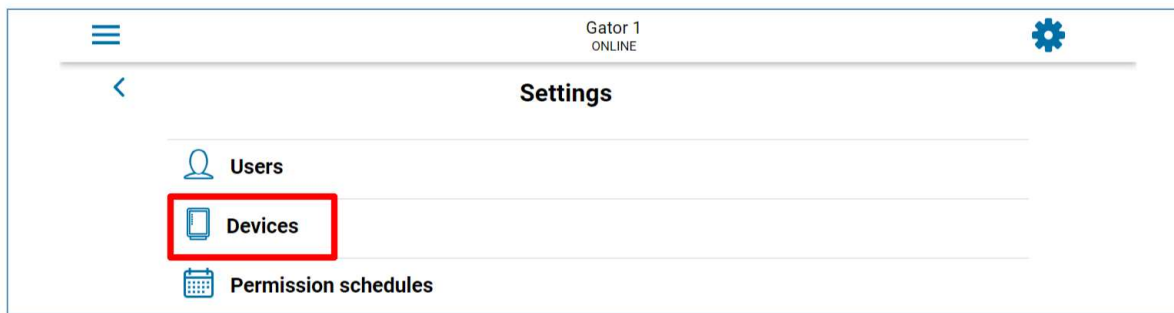 Gator 1
ONLINE
Settings
Users
Devices
Permission schedules